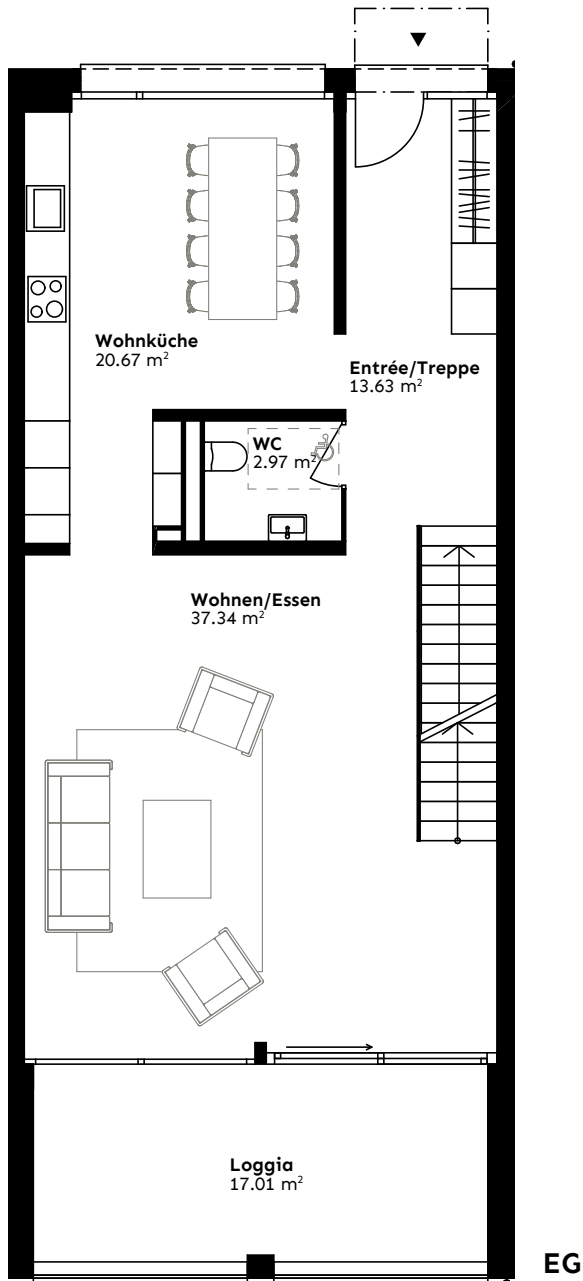 Wohnküche
20.67 m²
Entrée/Treppe
13.63 m²
WC
2.97 m²
Wohnen/Essen
37.34 m²
Loggia
17.01 m²
EG